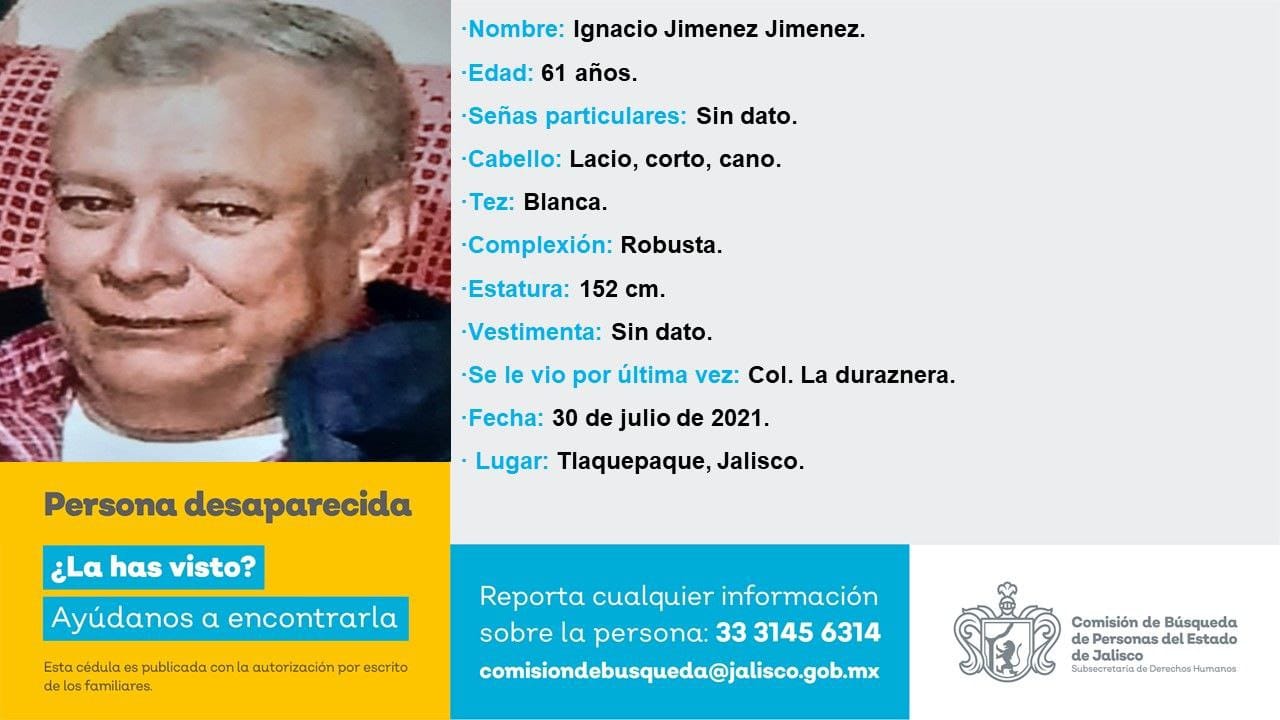 ·Nombre: Ignacio Jimenez Jimenez.
·Edad: 61 años.
·Señas particulares: Sin dato.
·Cabello: Lacio, corto, cano.
·Tez: Blanca.
·Complexión: Robusta.
·Estatura: 152 cm.
·Vestimenta: Sin dato.
·Se le vio por última vez: Col. La duraznera.
·Fecha: 30 de julio de 2021.
· Lugar: Tlaquepaque, Jalisco.
Persona desaparecida
¿La has visto?
Ayúdanos a encontrarla
Esta cédula es publicada con la autorización por escrito
de los familiares.
Reporta cualquier información
sobre la persona: 33 3145 6314
comisiondebusqueda@jalisco.gob.mx
Comisión de Búsqueda
de Personas del Estado
de Jalisco
Subsecretaría de Derechos Humanos